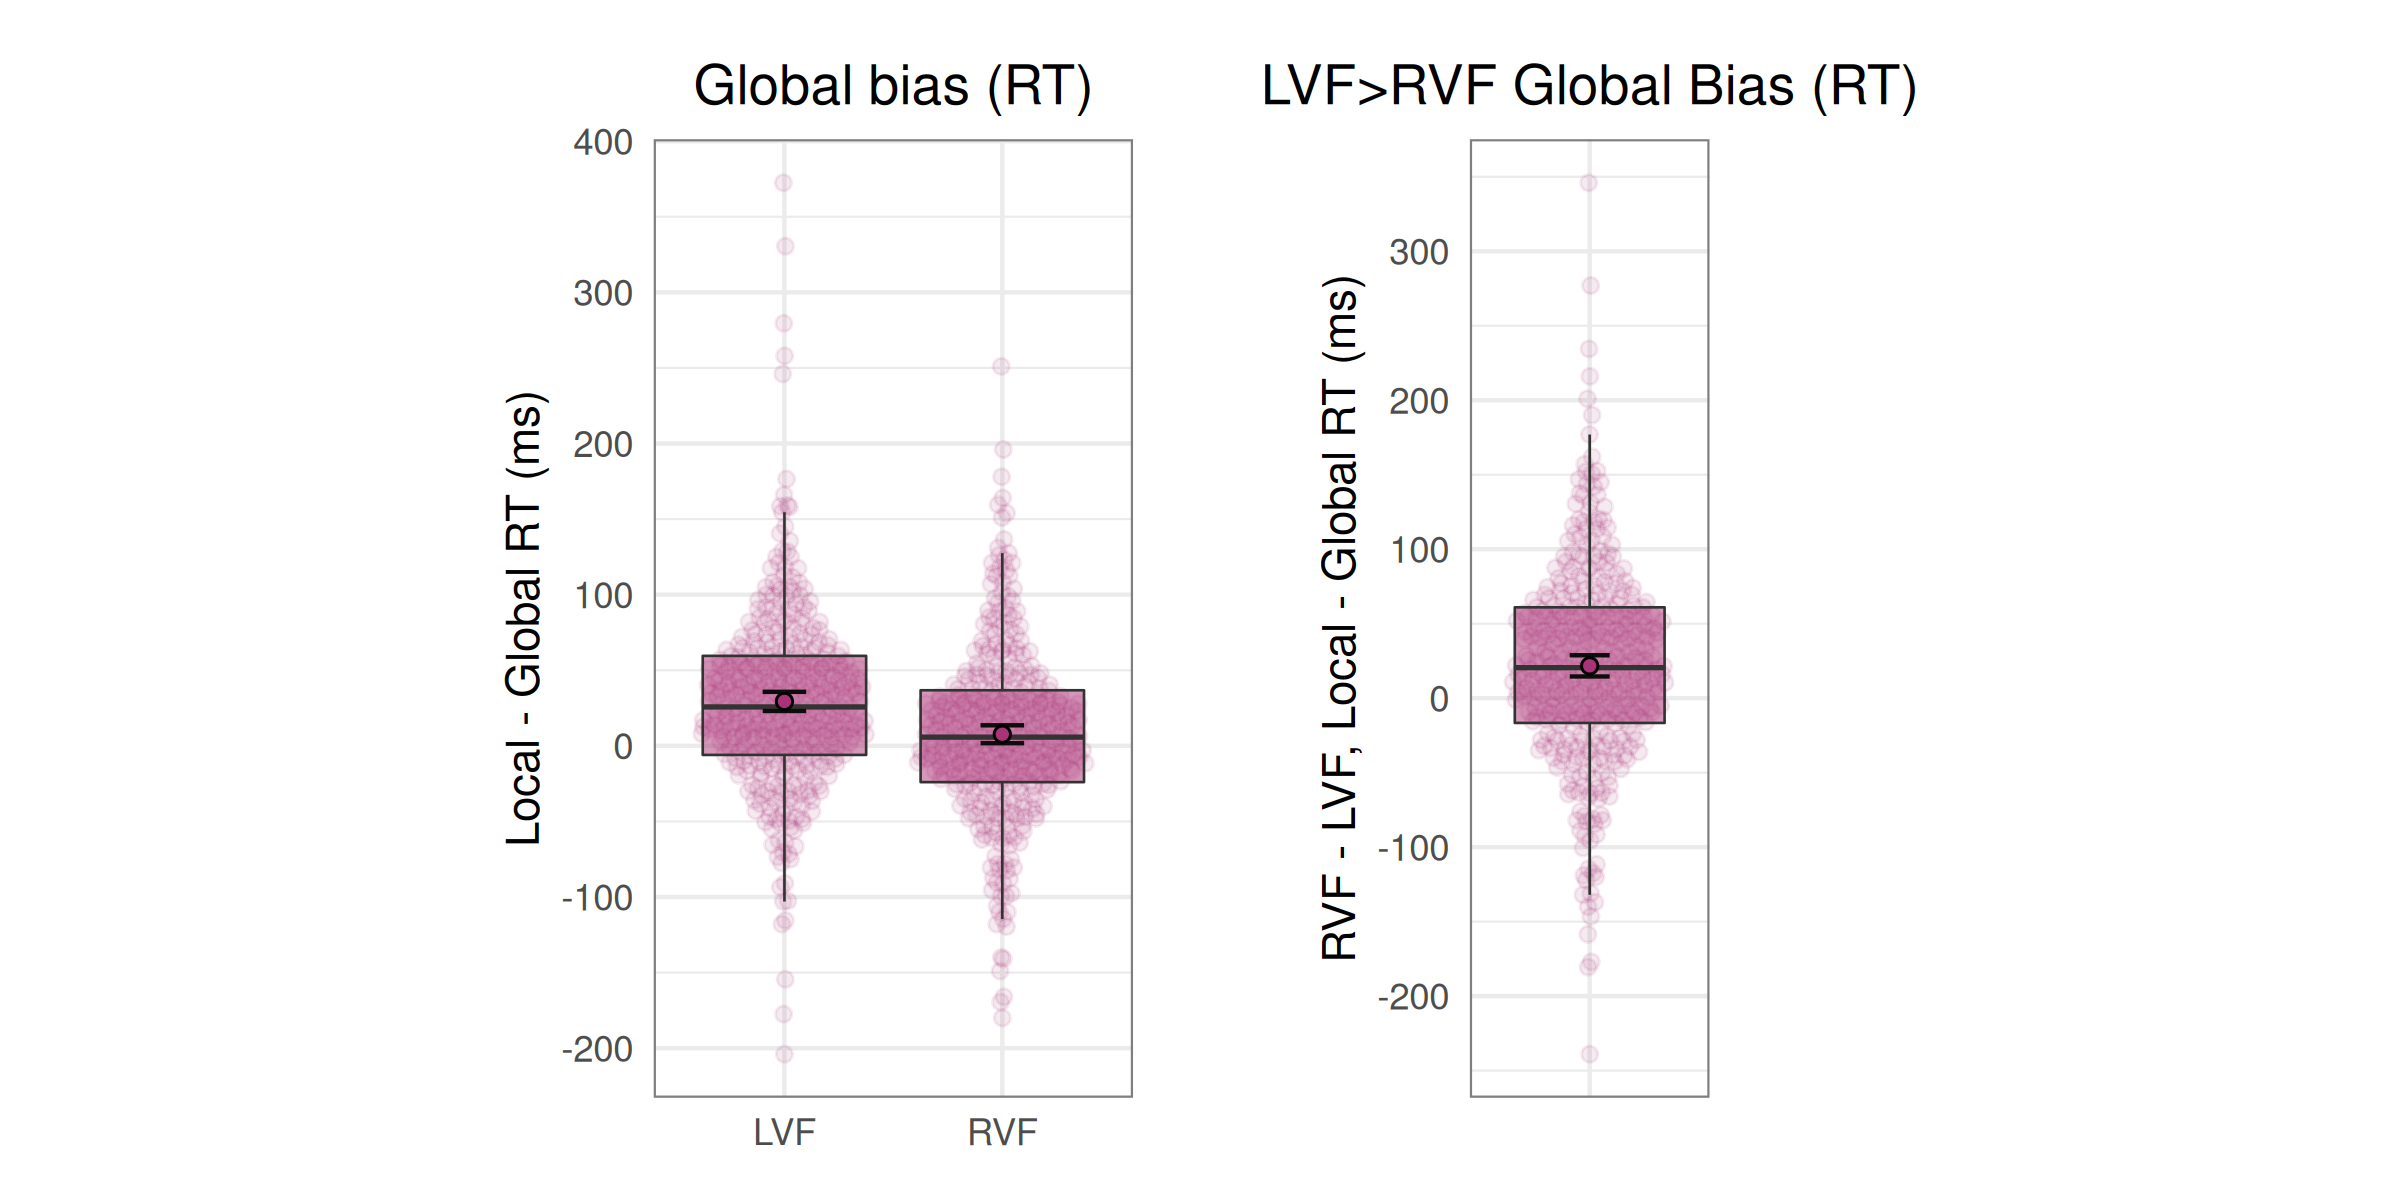 Global bias (RT)
LVF>RVF Global Bias (RT)
Local - Global RT (ms)
400
300
200
100
0
-100
-200
LVF
RVF
RVF - LVF, Local - Global RT (ms)
300
200
100
0
-100
-200